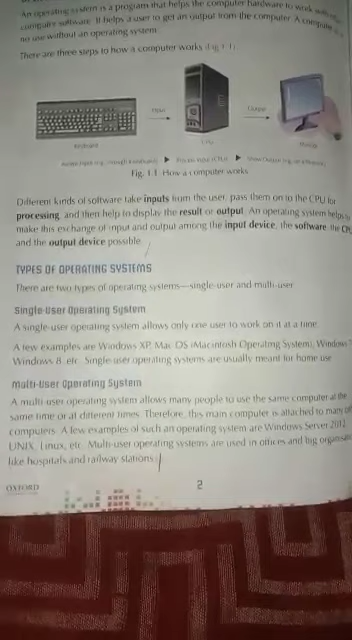 An operating system is a program that helps the computer hardware to work with
computer software. It helps a user to get an output from the computer. A computer
no use without an operating system.
There are three steps to how a computer works (Fig 1.1).
Input
Output
Keyboard
CPU
Monitor
Fig. 1.1 How a computer works
Different kinds of software take inputs from the user, pass them on to the CPU for
processing, and then help to display the result or output. An operating system helps to
make this exchange of input and output among the input device, the software, the CPU
and the output device possible.
TYPES OF OPERATING SYSTEMS
There are two types of operating systems—single-user and multi-user
Single-User Operating System
A single-user operating system allows only one user to work on it at a time.
A few examples are Windows XP, Mac OS (Macintosh Operating System), Windows 7
Windows 8, etc. Single-user operating systems are usually meant for home use
Multi-User Operating System
A multi-user operating system allows many people to use the same computer at the
same time or at different times. Therefore, this main computer is attached to many
computers. A few examples of such an operating system are Windows Server 2012
UNIX, Linux, etc. Multi-user operating systems are used in offices and big
like hospitals and railway stations.
OXFORD
2